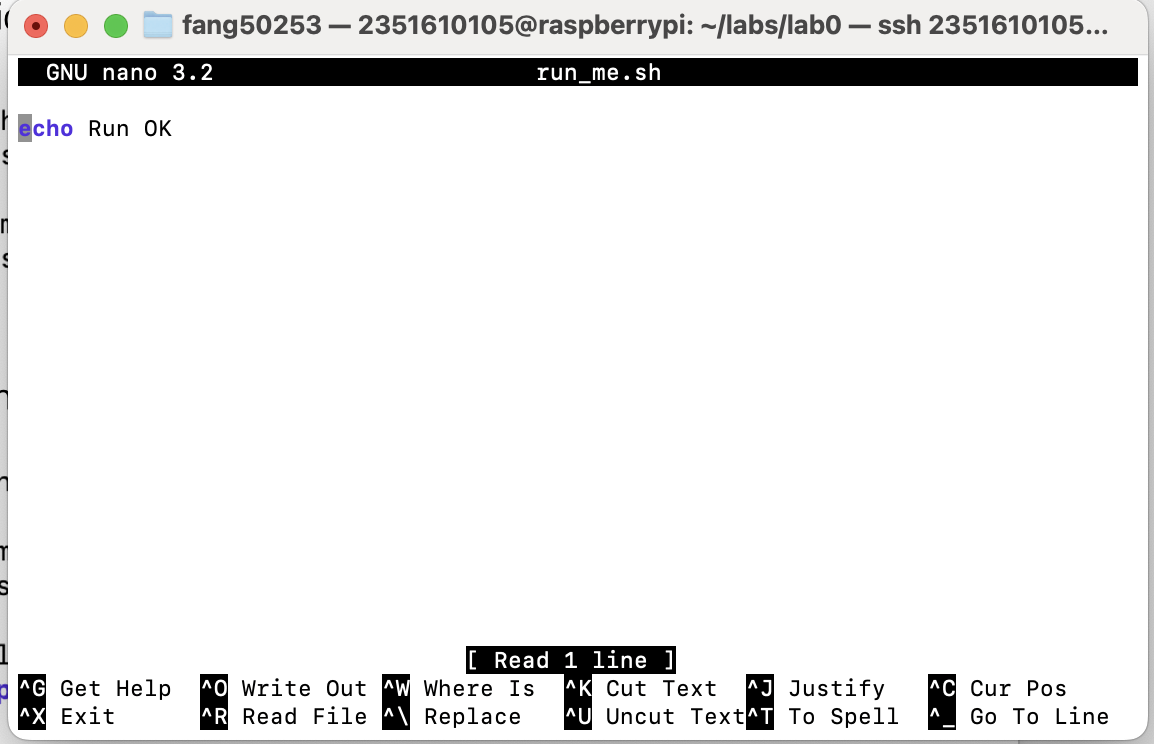 fang50253 — 2351610105@raspberrypi: ~/labs/lab0 — ssh 2351610105...
GNU nano 3.2 run_me.sh
echo Run OK
[ Read 1 line ]
^G Get Help ^O Write Out ^W Where Is ^K Cut Text ^J Justify ^C Cur Pos
^X Exit ^R Read File ^\ Replace ^U Uncut Text ^T To Spell ^_ Go To Line